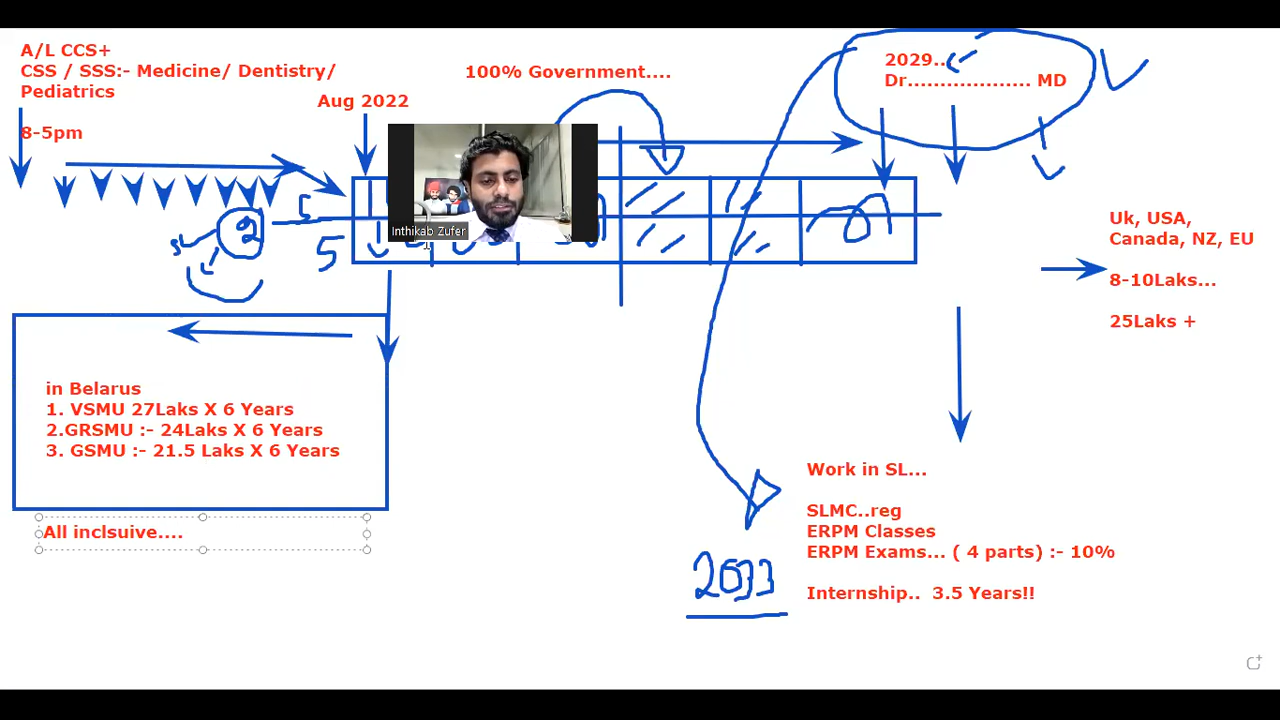 A/L CCS+
CSS / SSS:- Medicine/ Dentistry/
Pediatrics
8-5pm
Aug 2022
100% Government....
2029...
Dr..................... MD
Inthikab Zufer
2
5
5
Uk, USA,
Canada, NZ, EU
8-10Laks...
25Laks +
in Belarus
1. VSMU 27Laks X 6 Years
2.GRSMU :- 24Laks X 6 Years
3. GSMU :- 21.5 Laks X 6 Years
All inclsuive....
Work in SL...
SLMC..reg
ERPM Classes
ERPM Exams... ( 4 parts) :- 10%
Internship.. 3.5 Years!!
2033